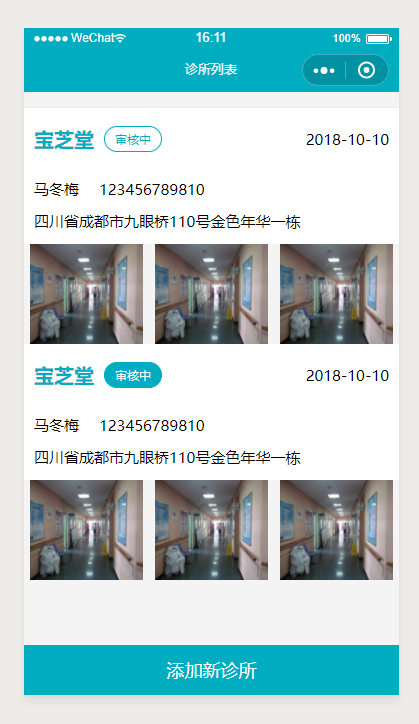 WeChat 16:11 100%
诊所列表
宝芝堂 审核中 2018-10-10
马冬梅 123456789810
四川省成都市九眼桥110号金色年华一栋
宝芝堂 审核中 2018-10-10
马冬梅 123456789810
四川省成都市九眼桥110号金色年华一栋
添加新诊所